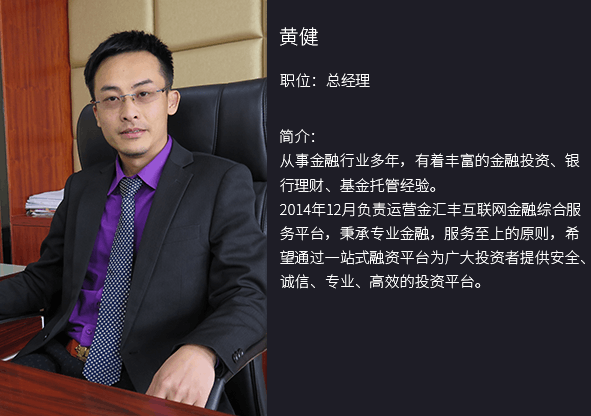 黄健
职位：总经理
简介：
从事金融行业多年，有着丰富的金融投资、银
行理财、基金托管经验。
2014年12月负责运营金汇丰互联网金融综合服
务平台，秉承专业金融，服务至上的原则，希
望通过一站式融资平台为广大投资者提供安全、
诚信、专业、高效的投资平台。